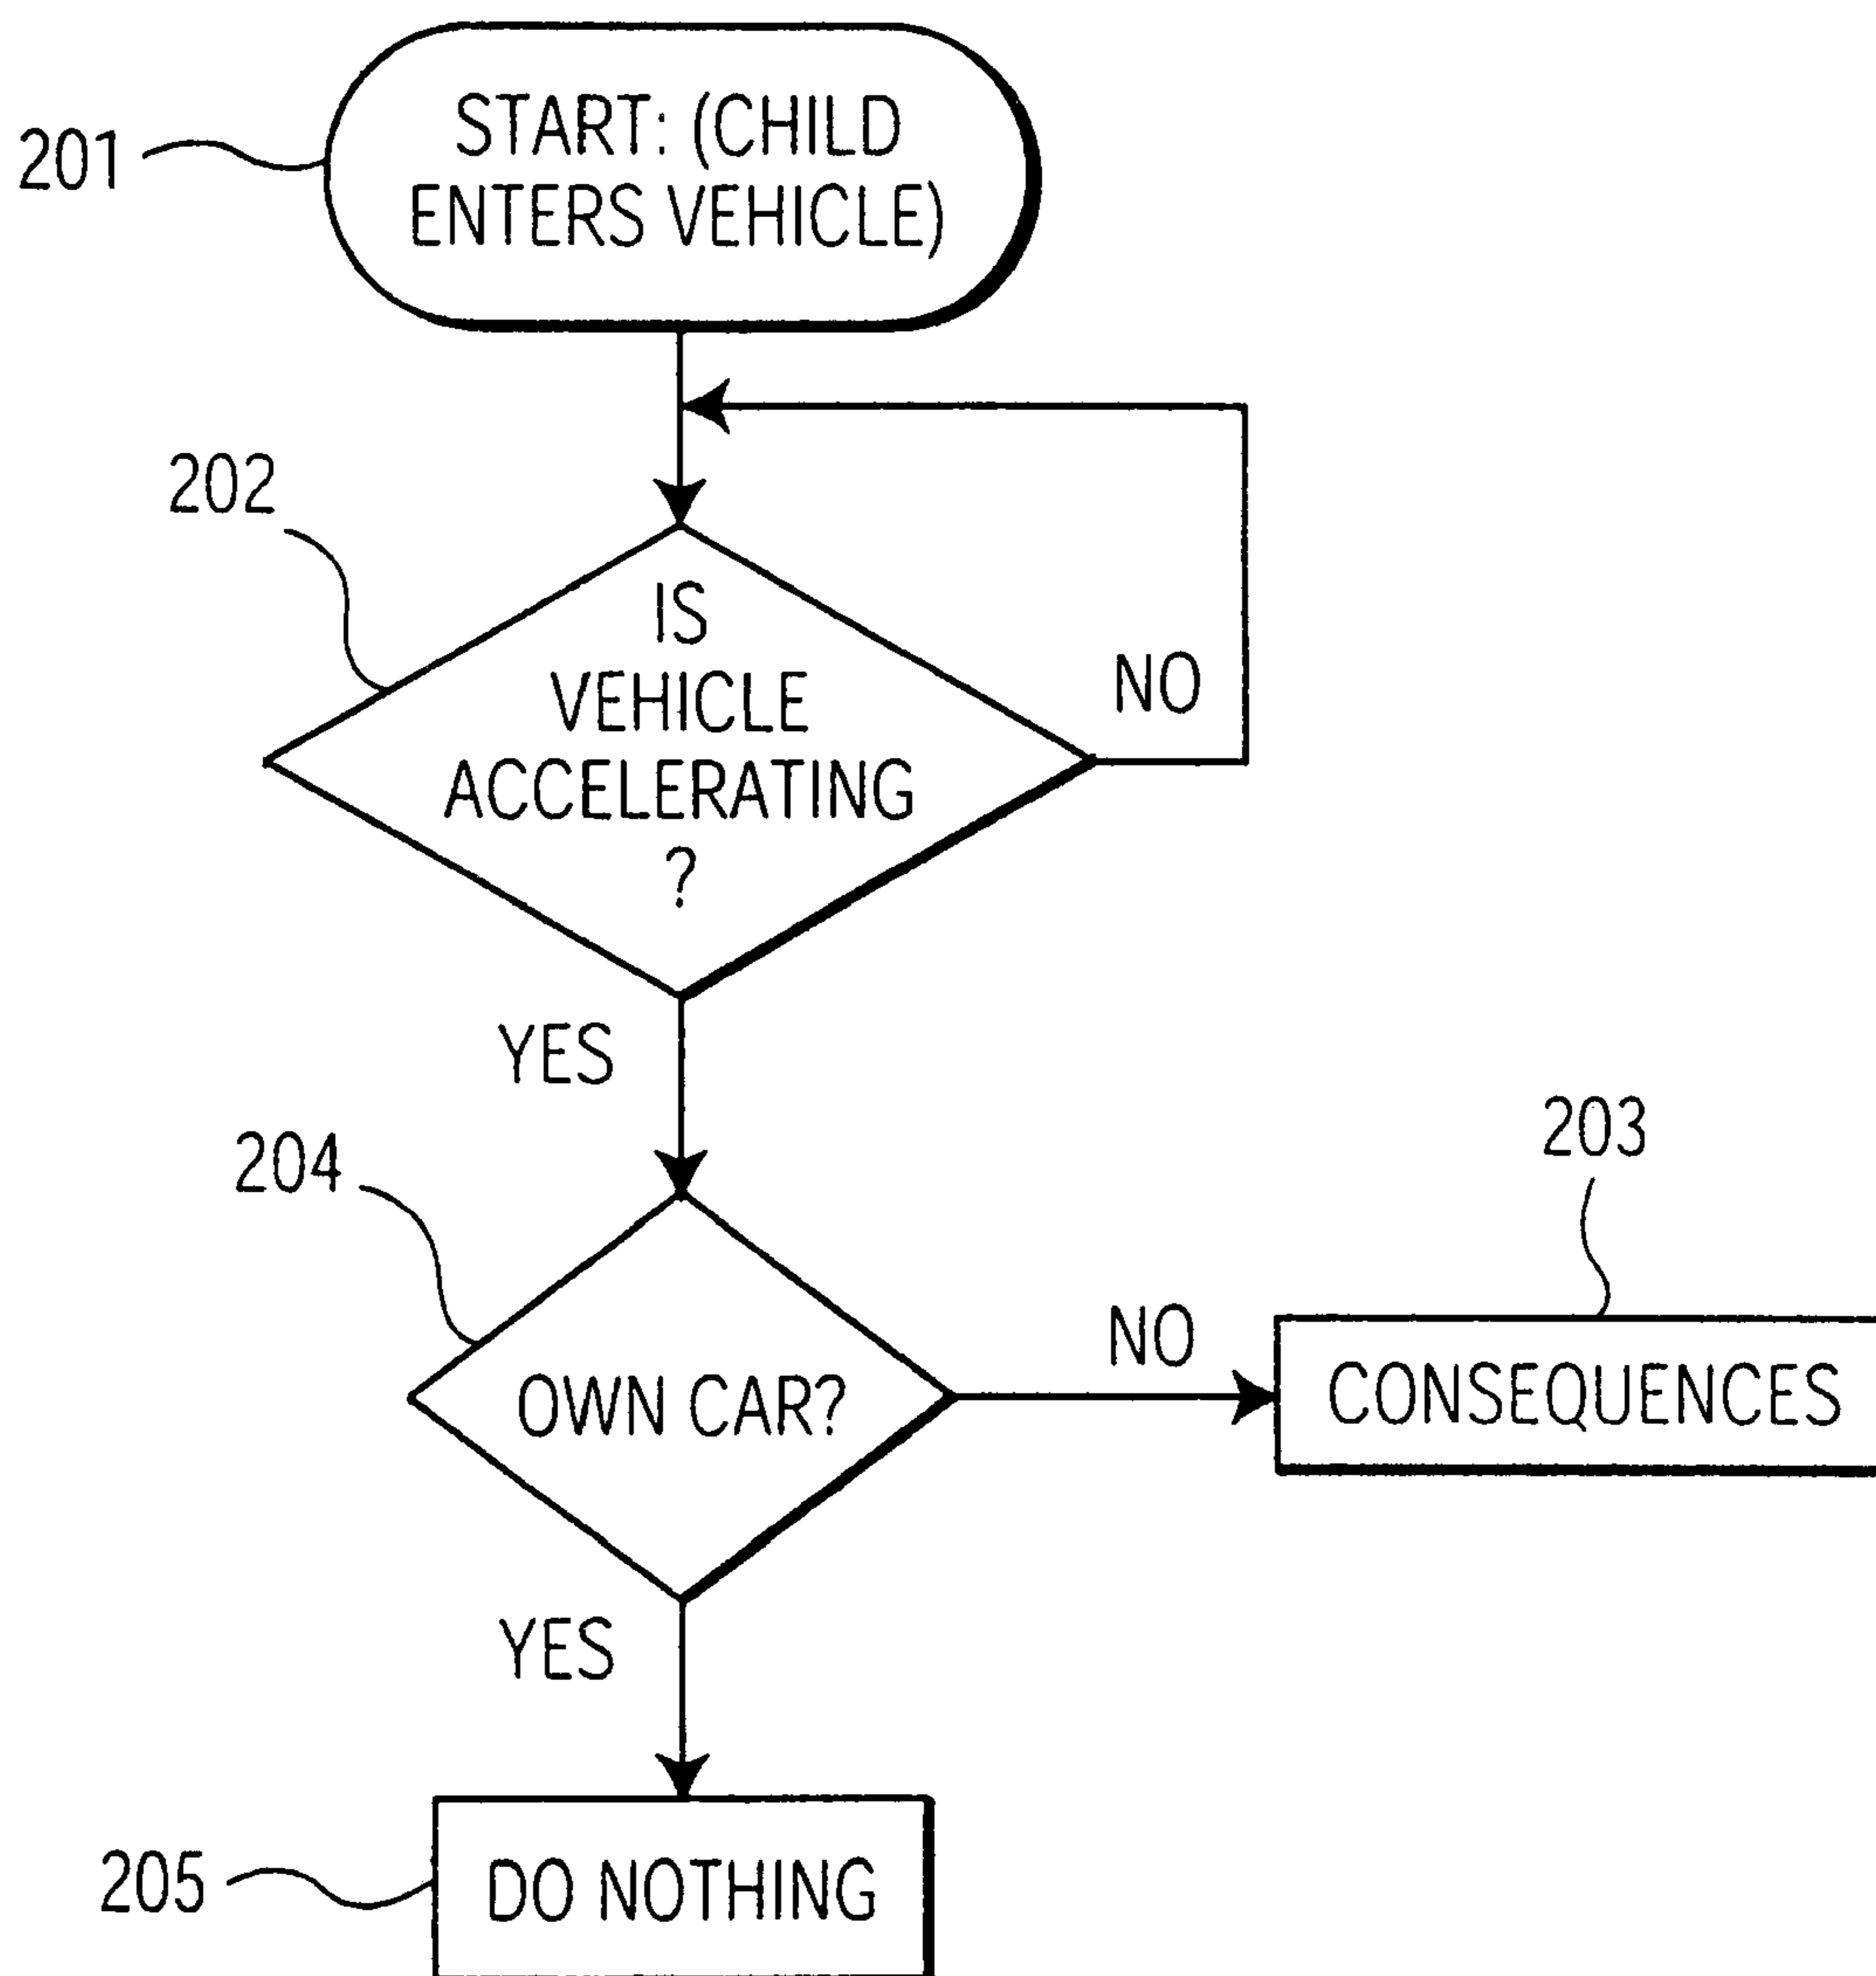 START: (CHILD
ENTERS VEHICLE)
201
202
IS
VEHICLE
ACCELERATING
?
NO
YES
204
203
OWN CAR?
NO
CONSEQUENCES
YES
205
DO NOTHING